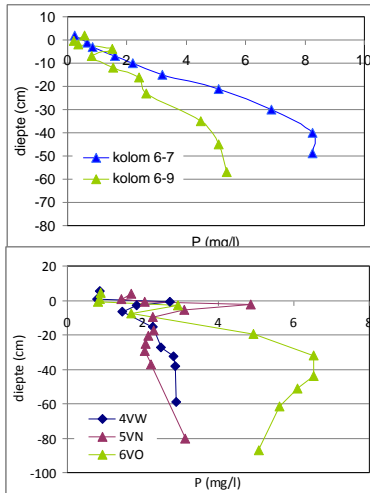 0 2 4 6 8 10
10
0
-10
-20
-30
-40
-50
-60
-70
-80
diepte (cm)
kolom 6-7
kolom 6-9
P (mg/l)
20
0
-20
-40
-60
-80
-100
0 2 4 6 8
diepte (cm)
4VW
5VN
6VO
P (mg/l)